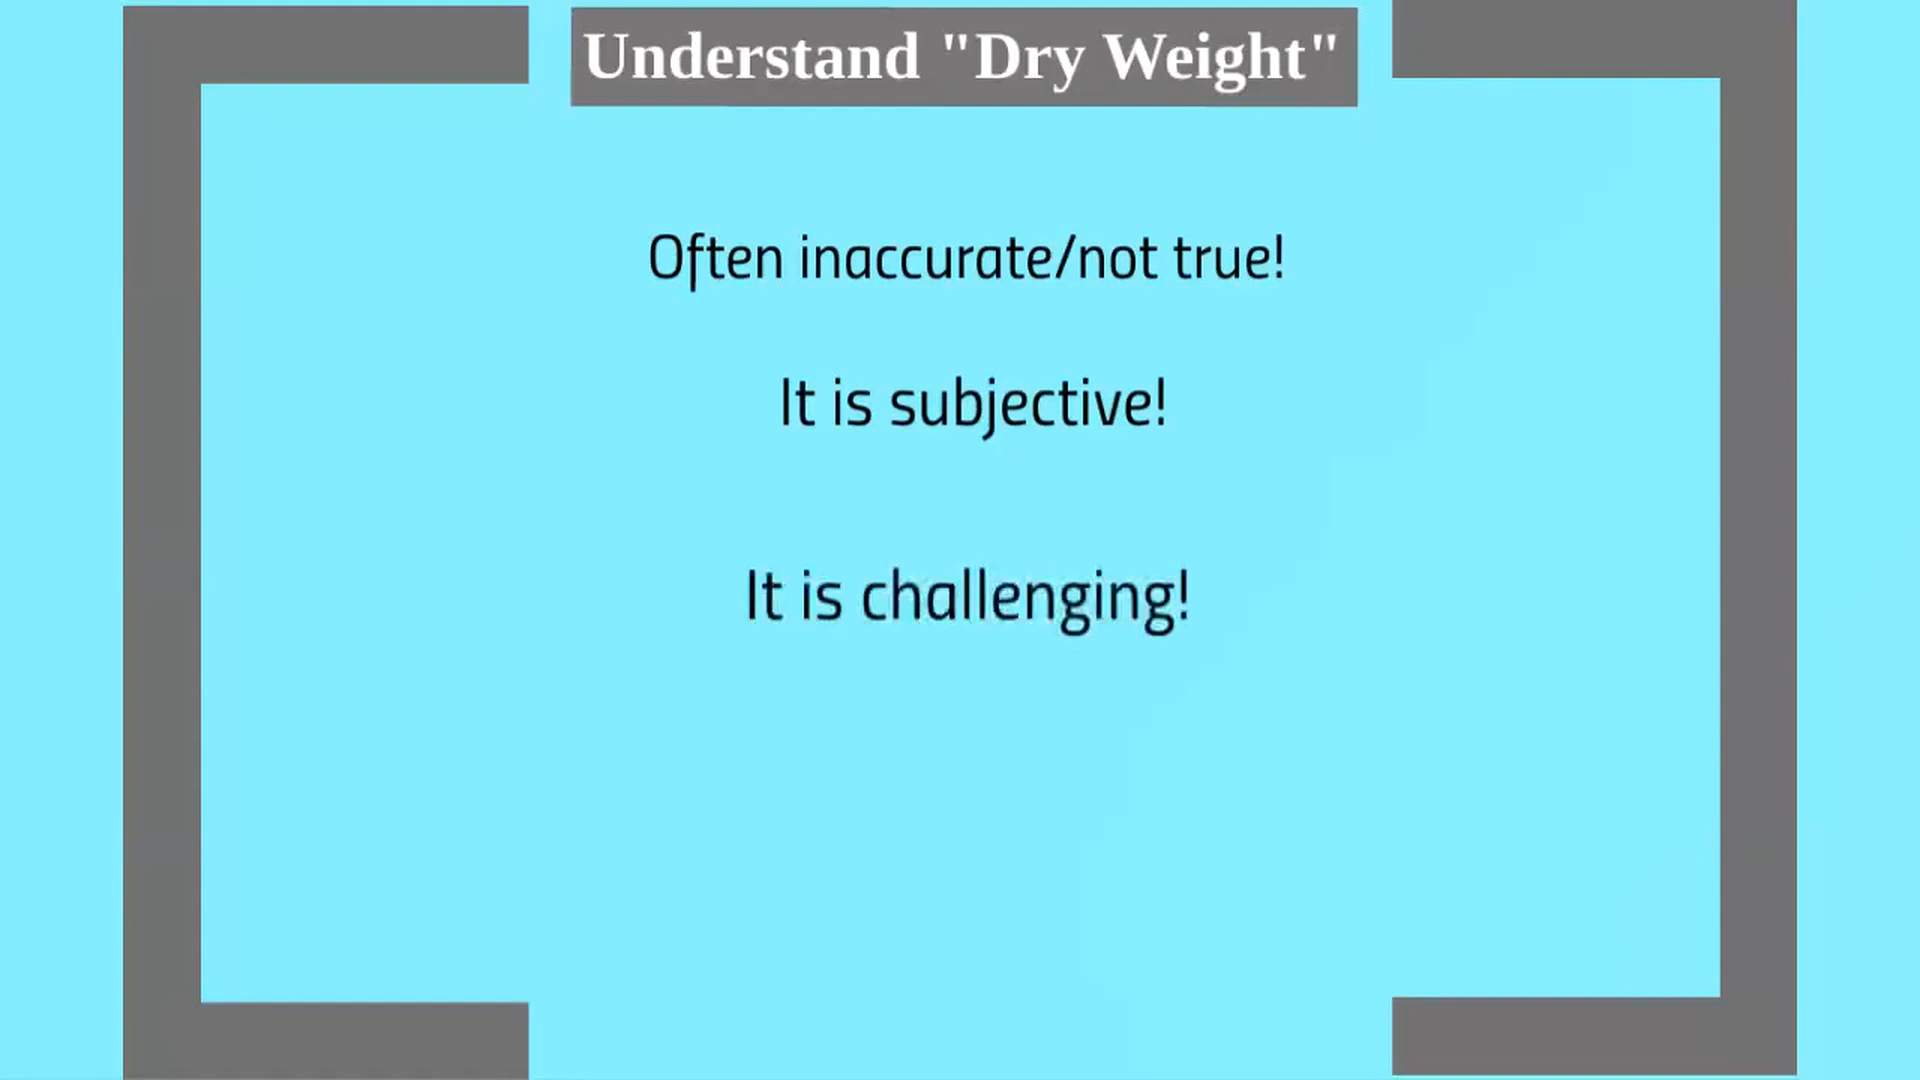 Understand "Dry Weight"
Often inaccurate/not true!
It is subjective!
It is challenging!